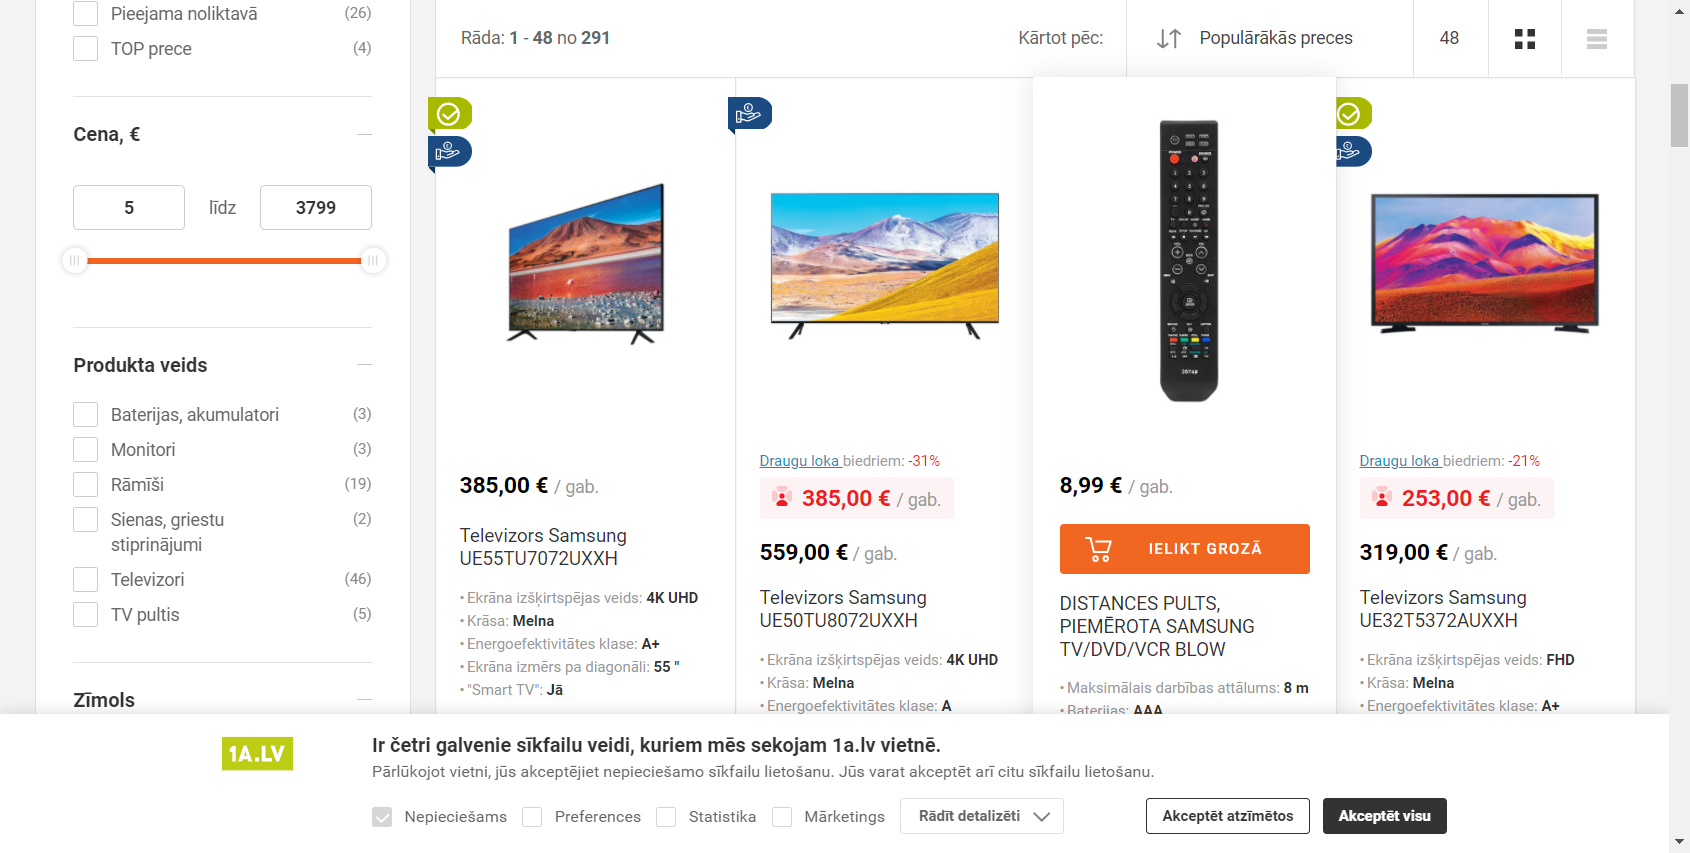 Pieejama noliktavā (26)
TOP prece (4)
Cena, €
5 līdz 3799
Produkta veids
Baterijas, akumulatori (3)
Monitori (3)
Rāmīši (19)
Sienas, griestu (2)
stiprinājumi
Televizori (46)
TV pultis (5)
Zīmols
Rāda: 1 - 48 no 291
Kārtot pēc:
Populārākās preces
48
385,00 € / gab.
Televizors Samsung
UE55TU7072UXXH
• Ekrāna izšķirtspējas veids: 4K UHD
• Krāsa: Melna
• Energoefektivitātes klase: A+
• Ekrāna izmērs pa diagonāli: 55 "
• "Smart TV": Jā
Draugu loka biedriem: -31%
385,00 € / gab.
559,00 € / gab.
Televizors Samsung
UE50TU8072UXXH
• Ekrāna izšķirtspējas veids: 4K UHD
• Krāsa: Melna
• Energoefektivitātes klase: A
8,99 € / gab.
IELIKT GROZĀ
DISTANCES PULTS,
PIEMĒROTA SAMSUNG
TV/DVD/VCR BLOW
• Maksimālais darbības attālums: 8 m
• Baterijas: AAA
Draugu loka biedriem: -21%
253,00 € / gab.
319,00 € / gab.
Televizors Samsung
UE32T5372AUXXH
• Ekrāna izšķirtspējas veids: FHD
• Krāsa: Melna
• Energoefektivitātes klase: A+
1A.LV
Ir četri galvenie sīkfailu veidi, kuriem mēs sekojam 1a.lv vietnē.
Pārlūkojot vietni, jūs akceptējiet nepieciešamo sīkfailu lietošanu. Jūs varat akceptēt arī citu sīkfailu lietošanu.
Nepieciešams Preferences Statistika Mārketings Rādīt detalizēti Akceptēt atzīmētos Akceptēt visu